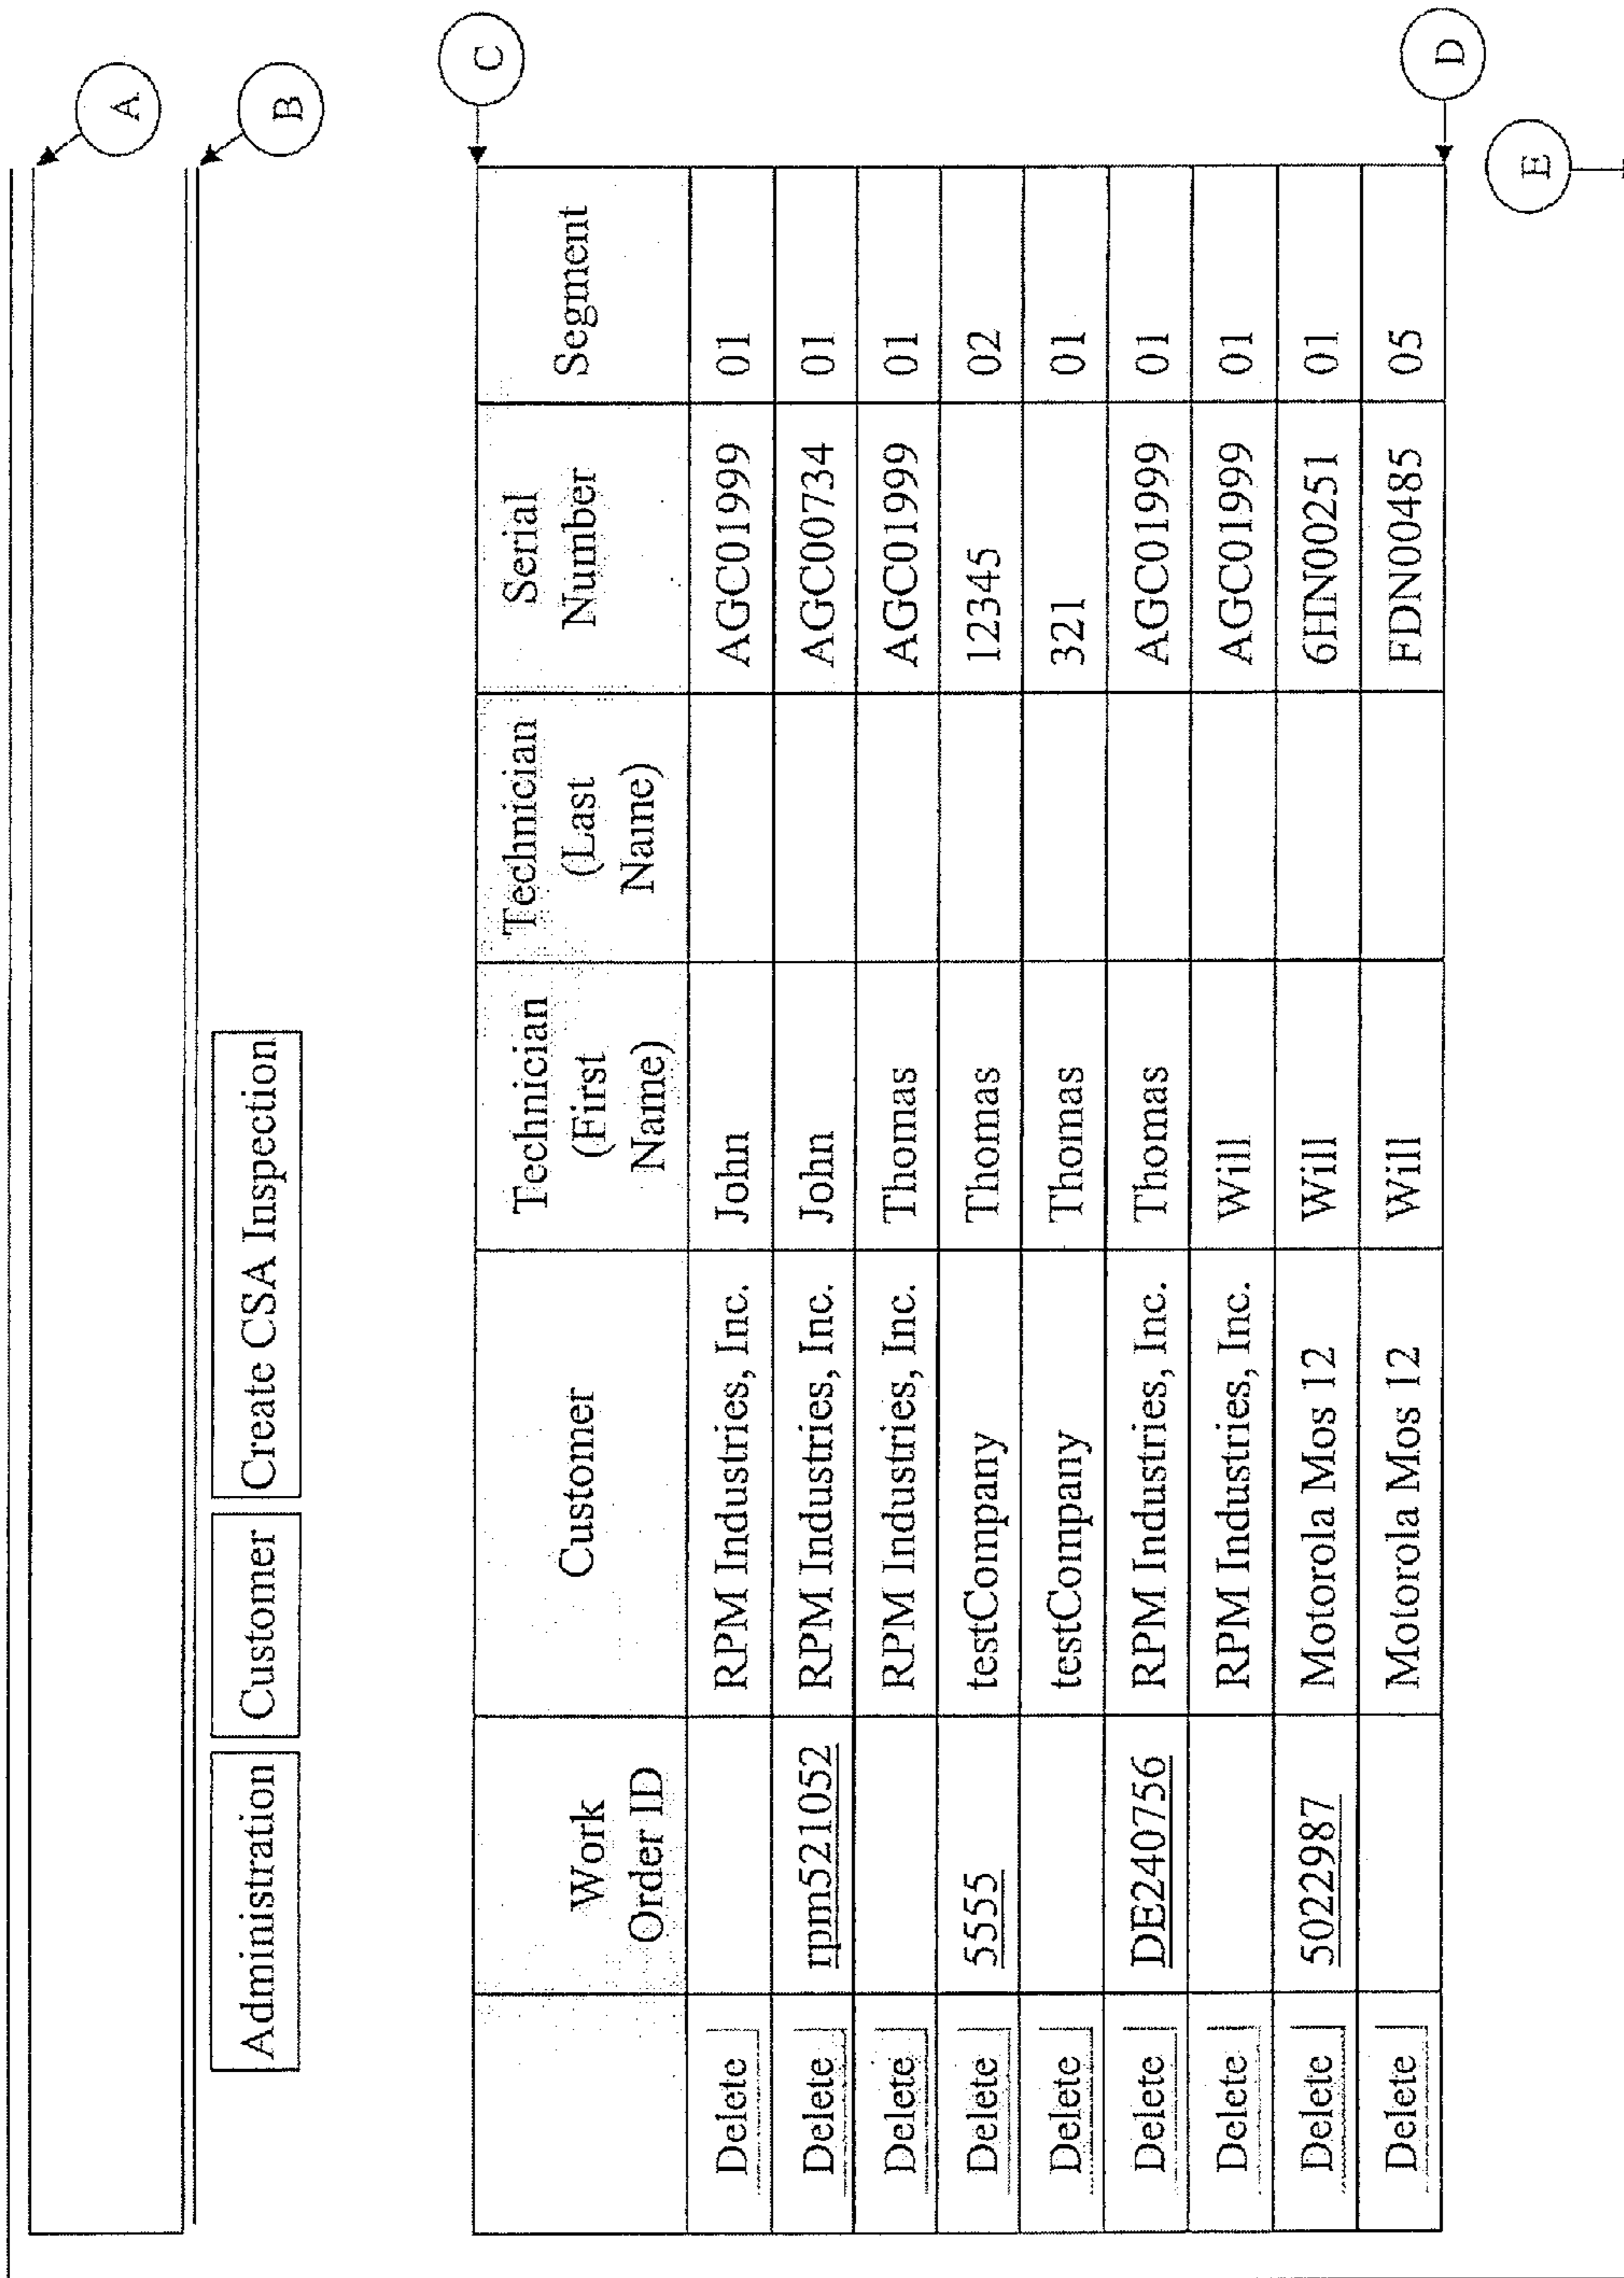 A
B
Administration Customer Create CSA Inspection
C
Work Order ID Customer Technician (First Name) Technician (Last Name) Serial Number Segment
Delete RPM Industries, Inc. John AGC01999 01
Delete rpm521052 RPM Industries, Inc. John AGC00734 01
Delete RPM Industries, Inc. Thomas AGC01999 01
Delete 5555 testCompany Thomas 12345 02
Delete testCompany Thomas 321 01
Delete DE240756 RPM Industries, Inc. Thomas AGC01999 01
Delete RPM Industries, Inc. Will AGC01999 01
Delete 5022987 Motorola Mos 12 Will 6HN00251 01
Delete Motorola Mos 12 Will FDN00485 05
D
E